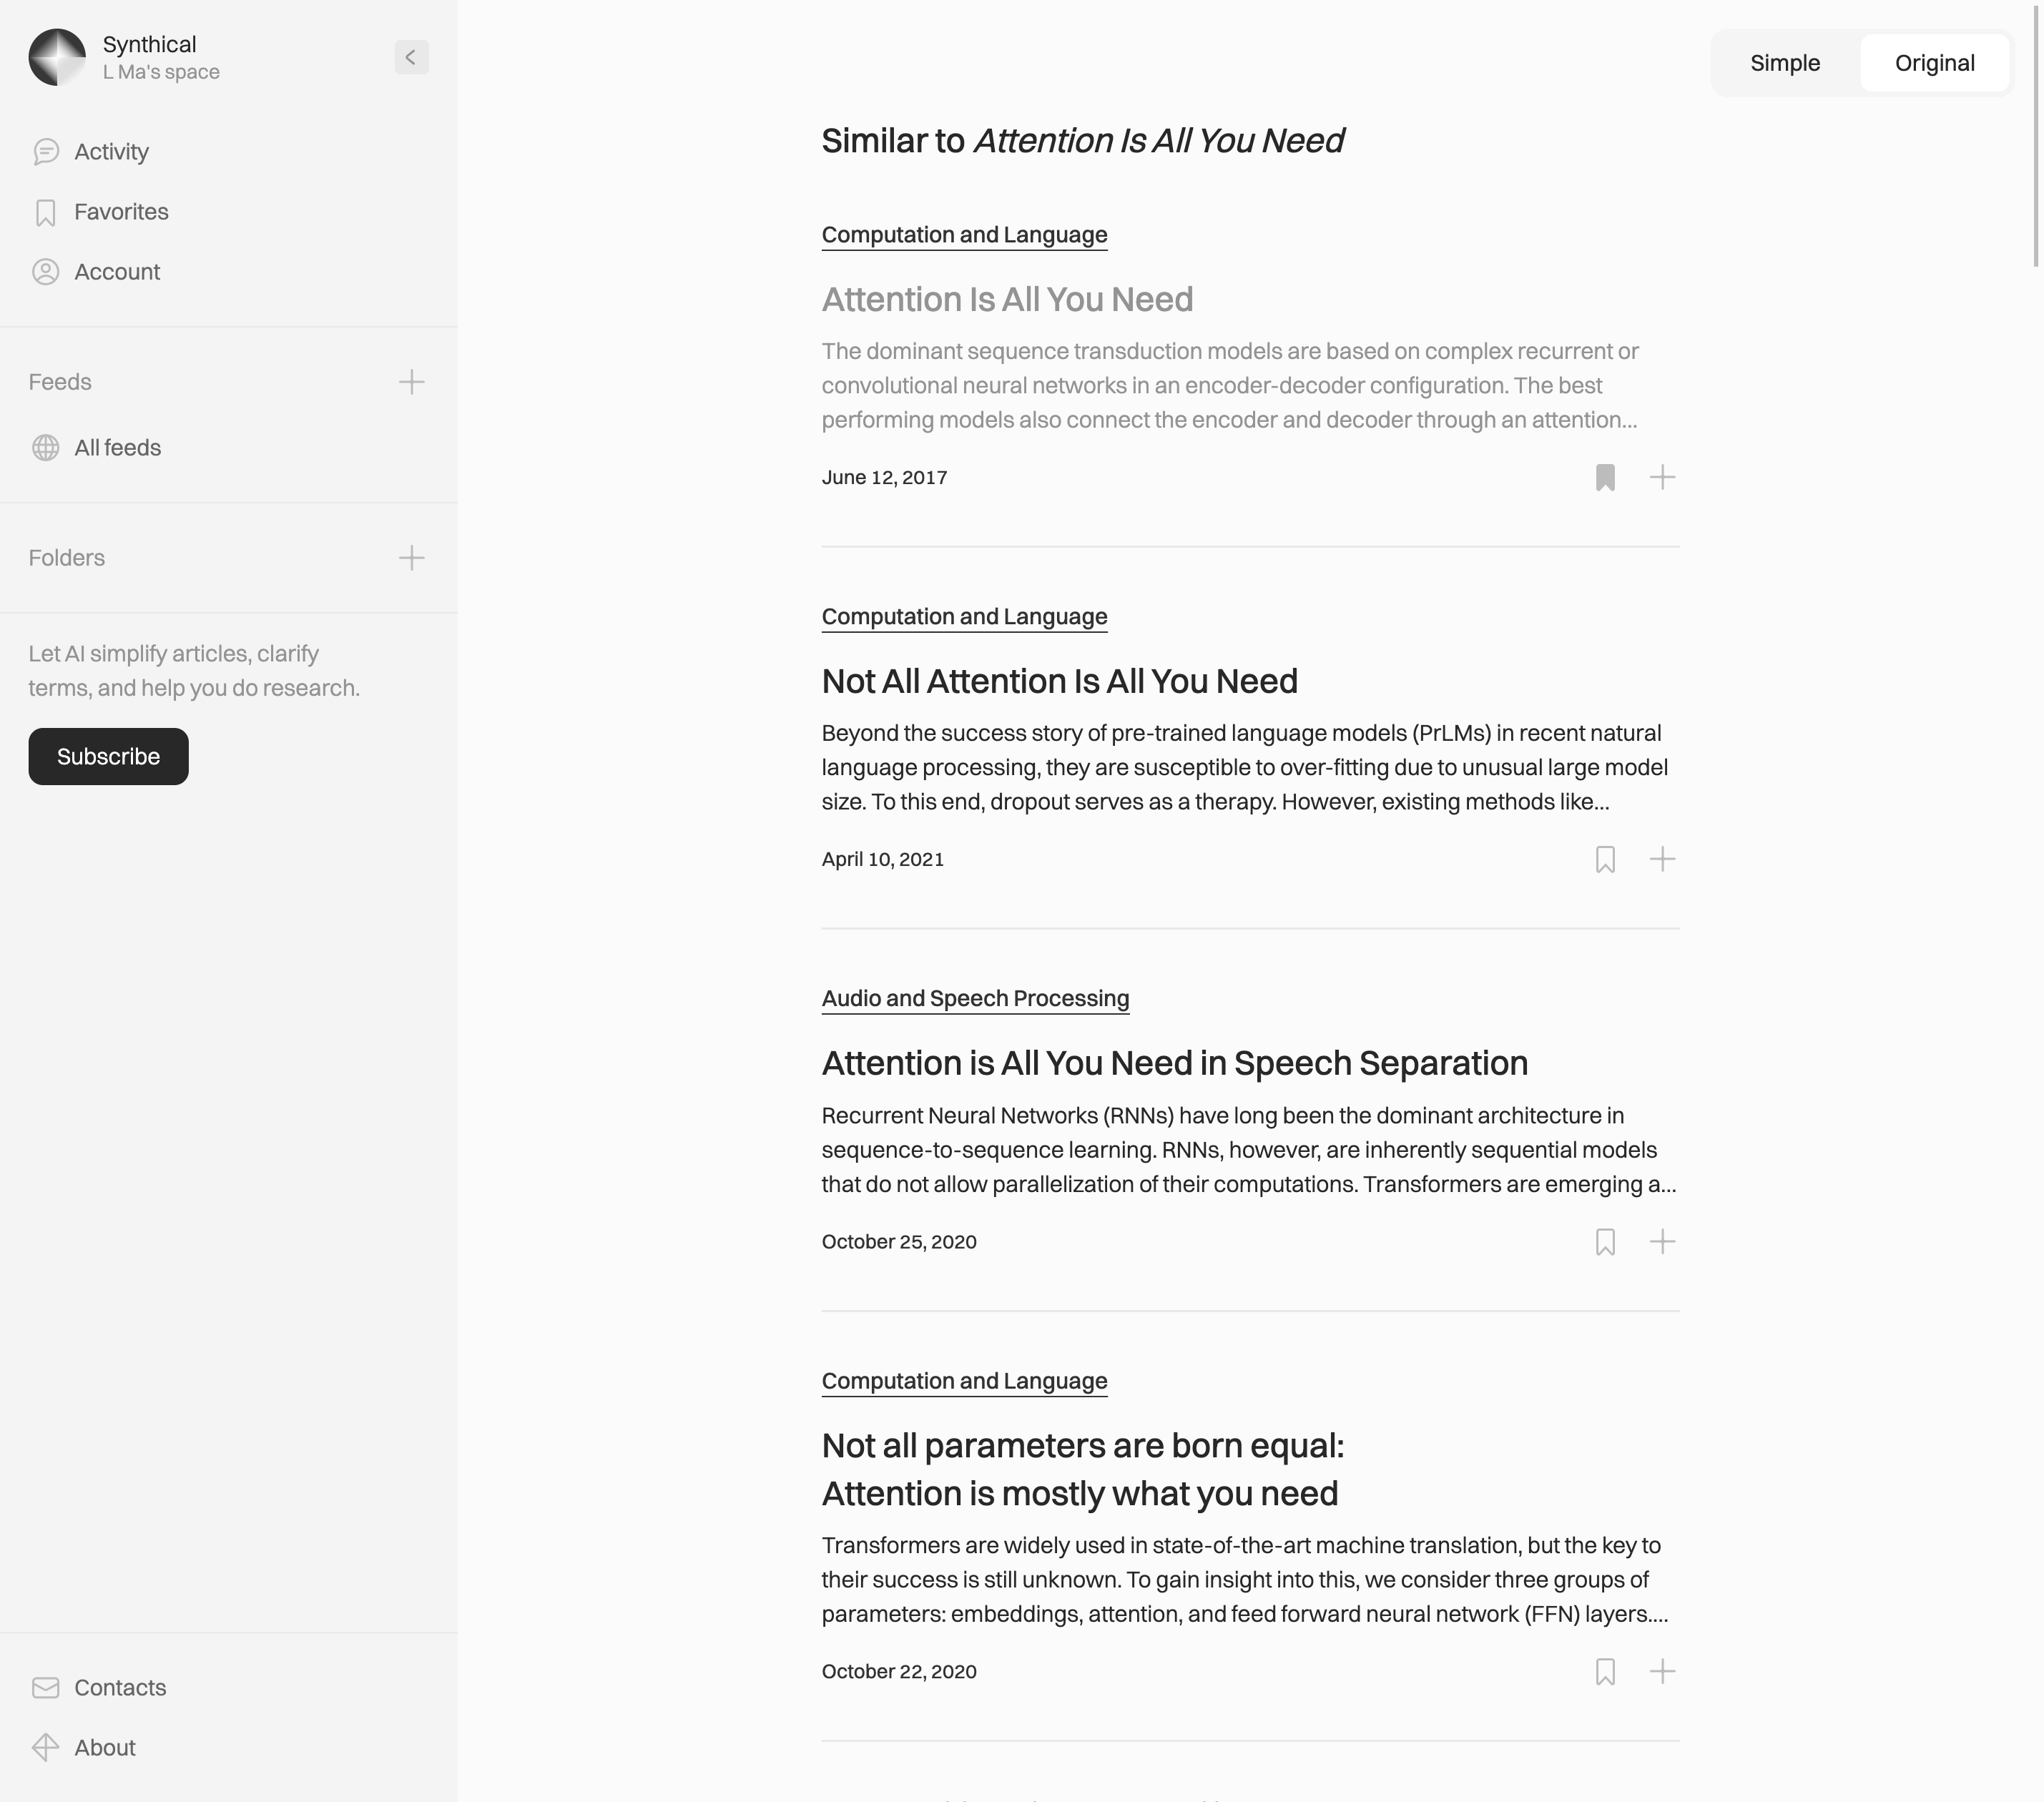 Synthical
L Ma's space
Activity
Favorites
Account
Feeds
All feeds
Folders
Let AI simplify articles, clarify
terms, and help you do research.
Subscribe
Contacts
About
Simple
Original
Similar to Attention Is All You Need
Computation and Language
Attention Is All You Need
The dominant sequence transduction models are based on complex recurrent or
convolutional neural networks in an encoder-decoder configuration. The best
performing models also connect the encoder and decoder through an attention...
June 12, 2017
Computation and Language
Not All Attention Is All You Need
Beyond the success story of pre-trained language models (PrLMs) in recent natural
language processing, they are susceptible to over-fitting due to unusual large model
size. To this end, dropout serves as a therapy. However, existing methods like...
April 10, 2021
Audio and Speech Processing
Attention is All You Need in Speech Separation
Recurrent Neural Networks (RNNs) have long been the dominant architecture in
sequence-to-sequence learning. RNNs, however, are inherently sequential models
that do not allow parallelization of their computations. Transformers are emerging a...
October 25, 2020
Computation and Language
Not all parameters are born equal:
Attention is mostly what you need
Transformers are widely used in state-of-the-art machine translation, but the key to
their success is still unknown. To gain insight into this, we consider three groups of
parameters: embeddings, attention, and feed forward neural network (FFN) layers....
October 22, 2020